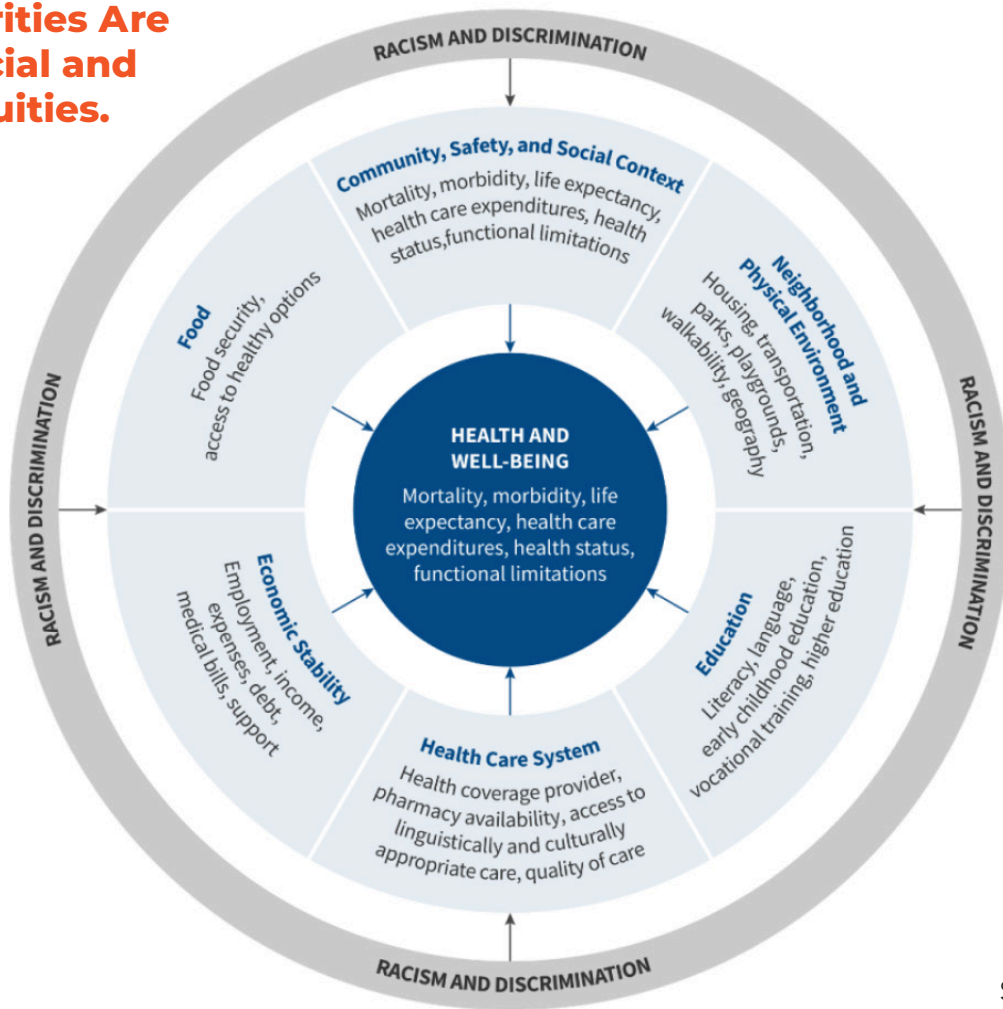 rities Are
cial and
uities.
RACISM AND DISCRIMINATION
Community, Safety, and Social Context
Mortality, morbidity, life expectancy,
health care expenditures, health
status,functional limitations
Neighborhood and
Physical Environment
Housing, transportation,
parks, playgrounds,
walkability, geography
RACISM AND DISCRIMINATION
Education
Literacy, language,
early childhood education,
vocational training, higher education
Health Care System
Health coverage provider,
pharmacy availability, access to
linguistically and culturally
appropriate care, quality of care
RACISM AND DISCRIMINATION
Economic Stability
Employment, income,
expenses, debt,
medical bills, support
RACISM AND DISCRIMINATION
Food
Food security,
access to healthy options
HEALTH AND
WELL-BEING
Mortality, morbidity, life
expectancy, health care
expenditures, health status,
functional limitations
S